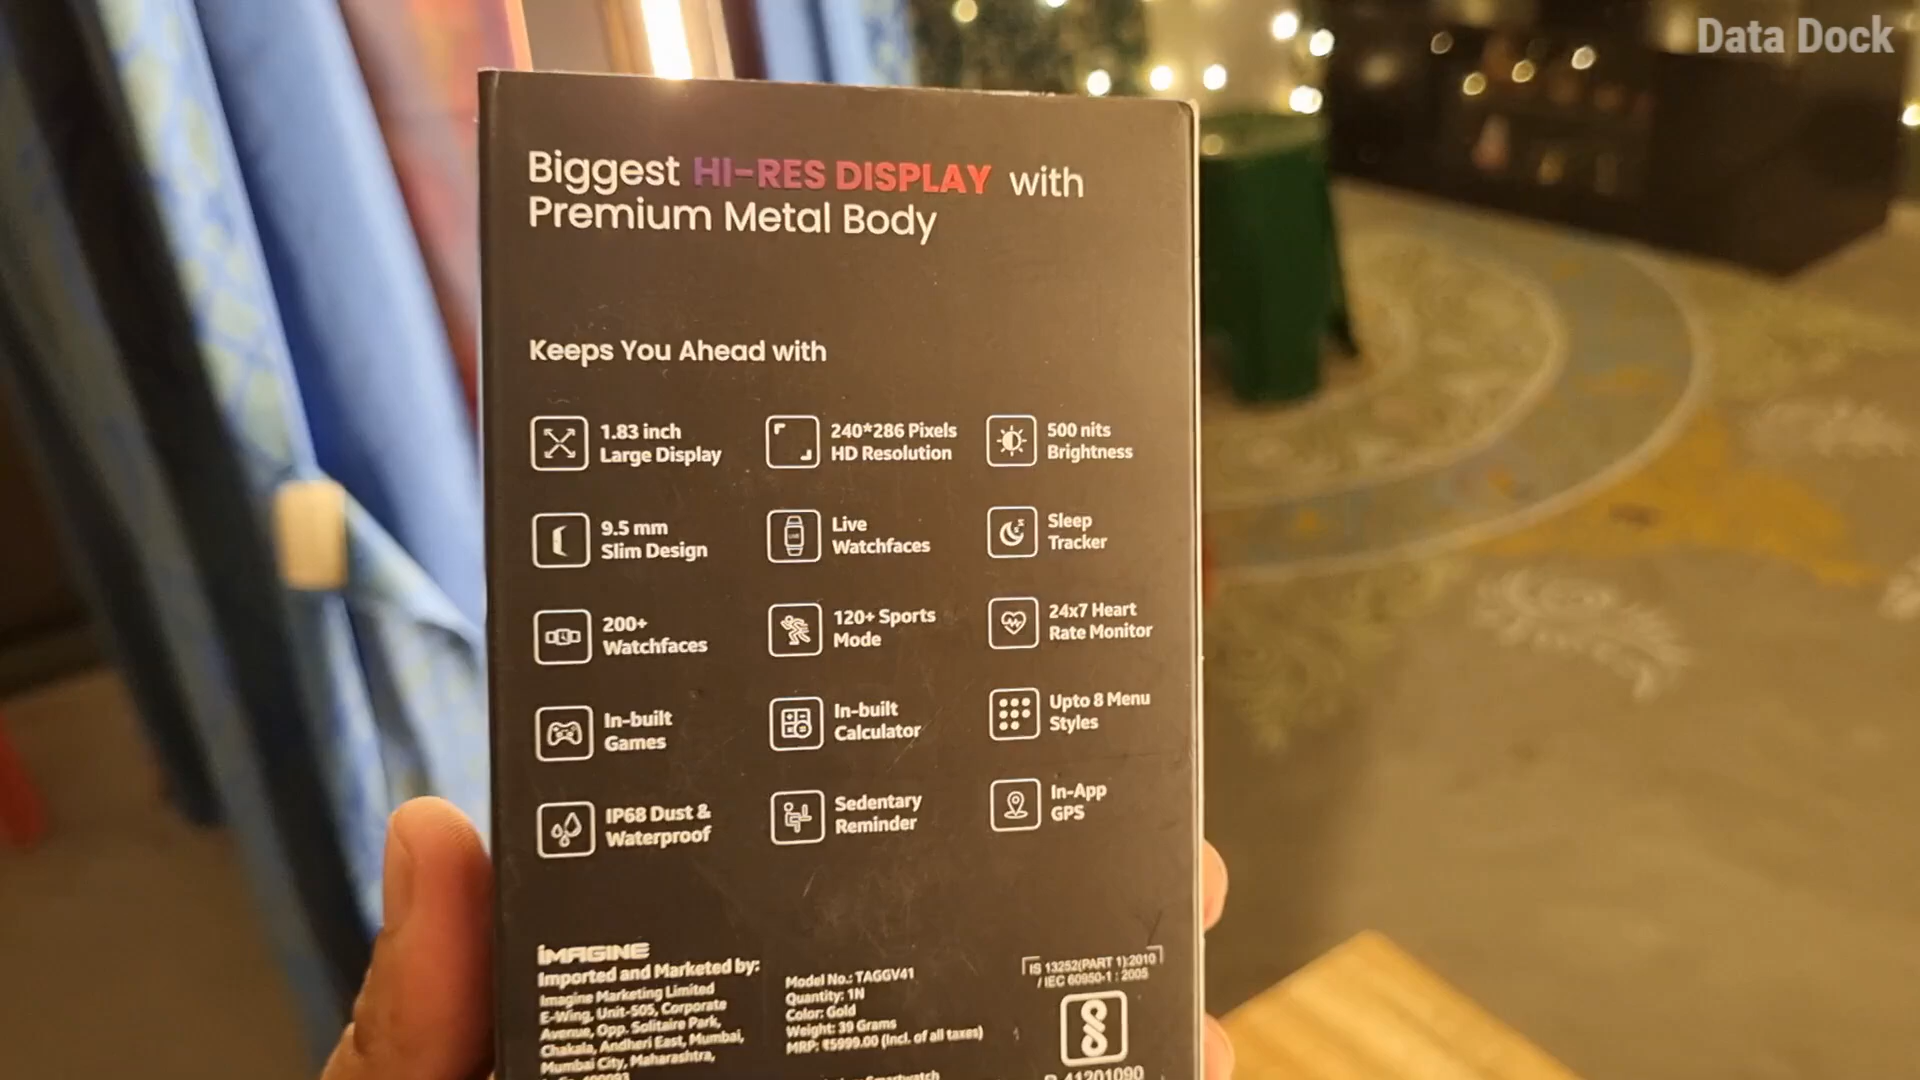 Data Dock
Biggest HI-RES DISPLAY with
Premium Metal Body
Keeps You Ahead with
1.83 inch
Large Display
240*286 Pixels
HD Resolution
500 nits
Brightness
9.5 mm
Slim Design
Live
Watchfaces
Sleep
Tracker
200+
Watchfaces
120+ Sports
Mode
24x7 Heart
Rate Monitor
In-built
Games
In-built
Calculator
Upto 8 Menu
Styles
IP68 Dust &
Waterproof
Sedentary
Reminder
In-App
GPS
iMAGINE
Imported and Marketed by:
Imagine Marketing Limited
E-Wing, Unit-505, Corporate
Avenue, Opp. Solitaire Park,
Chakala, Andheri East, Mumbai,
Mumbai City, Maharashtra,
Model No.: TAGGV41
Quantity: 1N
Color: Gold
Weight: 39 Grams
MRP: ₹5999.00 (Incl. of all taxes)
Smartwatch
IS 13252(PART 1):2010
/ IEC 60950-1 : 2005
R-41201090